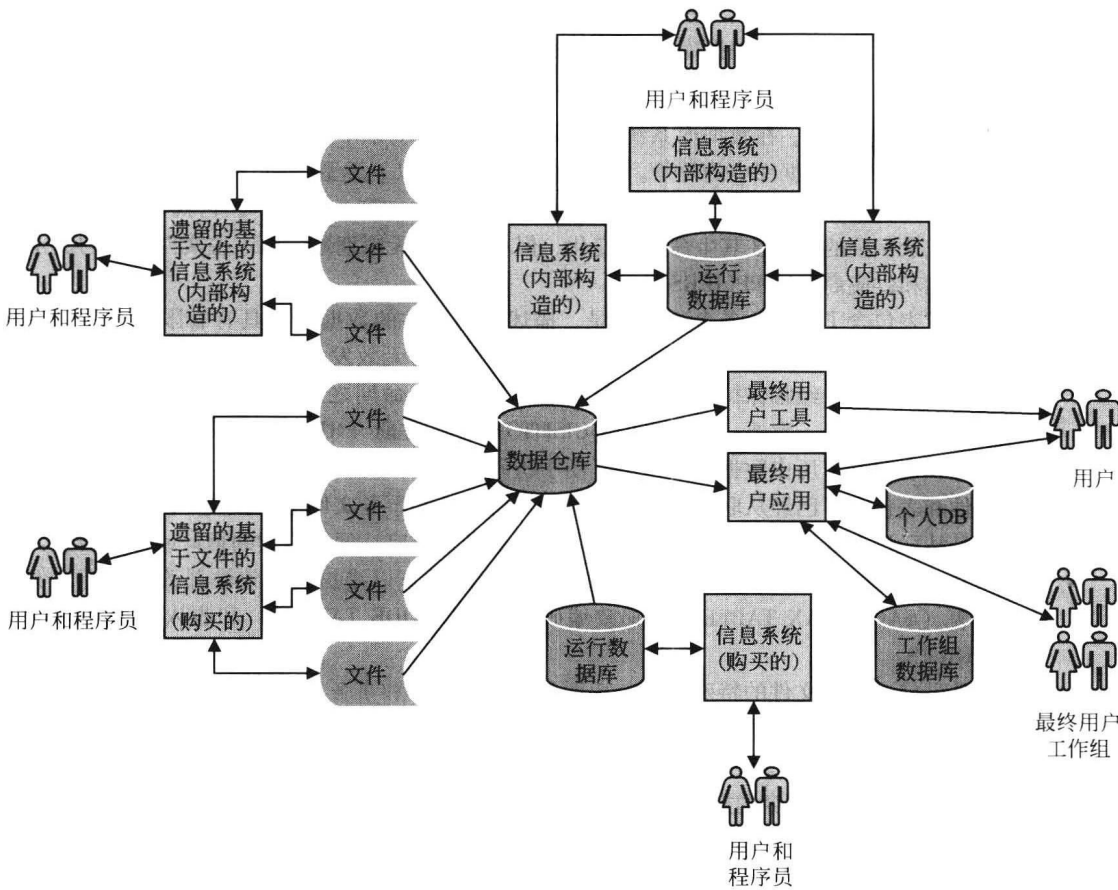 用户和程序员
信息系统
(内部构造的)
文件
遗留的基
于文件的
信息系统
(内部构
造的)
用户和程序员
文件
文件
信息系统
(内部构
造的)
运行
数据库
信息系统
(内部构
造的)
文件
最终用
户工具
数据仓库
用户
最终用
户应用
个人DB
文件
遗留的基
于文件的
信息系统
(购买的)
用户和程序员
文件
文件
运行数
据库
信息系统
(购买的)
工作组
数据库
最终用户
工作组
用户和
程序员